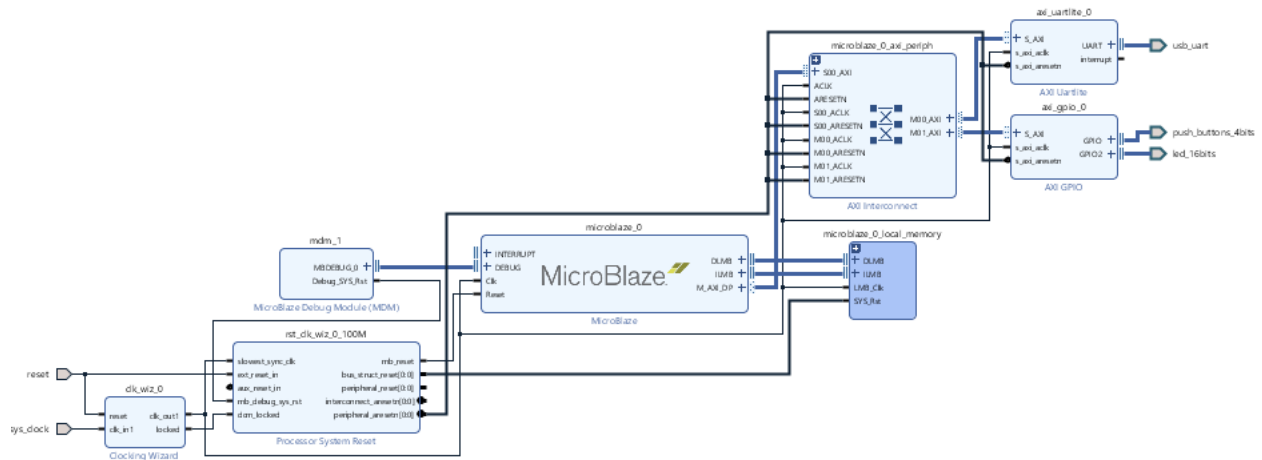 axi_uartlite_0
S_AXI
s_axi_aclk
s_axi_aresetn
UART
interrupt
AXI Uartlite
usb_uart
microblaze_0_axi_periph
S00_AXI
ACLK
ARESETN
S00_ACLK
S00_ARESETN
M00_ACLK
M00_ARESETN
M01_ACLK
M01_ARESETN
M00_AXI
M01_AXI
AXI Interconnect
axi_gpio_0
S_AXI
s_axi_aclk
s_axi_aresetn
GPIO
GPIO2
AXI GPIO
push_buttons_4bits
led_16bits
mdm_1
MBDEBUG_0
Debug_SYS_Rst
MicroBlaze Debug Module (MDM)
microblaze_0
INTERRUPT
DEBUG
Clk
Reset
MicroBlaze
DLMB
ILMB
M_AXI_DP
MicroBlaze
microblaze_0_local_memory
DLMB
ILMB
LMB_Clk
SYS_Rst
rst_clk_wiz_0_100M
slowest_sync_clk
ext_reset_in
aux_reset_in
mb_debug_sys_rst
dcm_locked
mb_reset
bus_struct_reset[0:0]
peripheral_reset[0:0]
interconnect_aresetn[0:0]
peripheral_aresetn[0:0]
Processor System Reset
reset
sys_clock
clk_wiz_0
reset
clk_in1
clk_out1
locked
Clocking Wizard